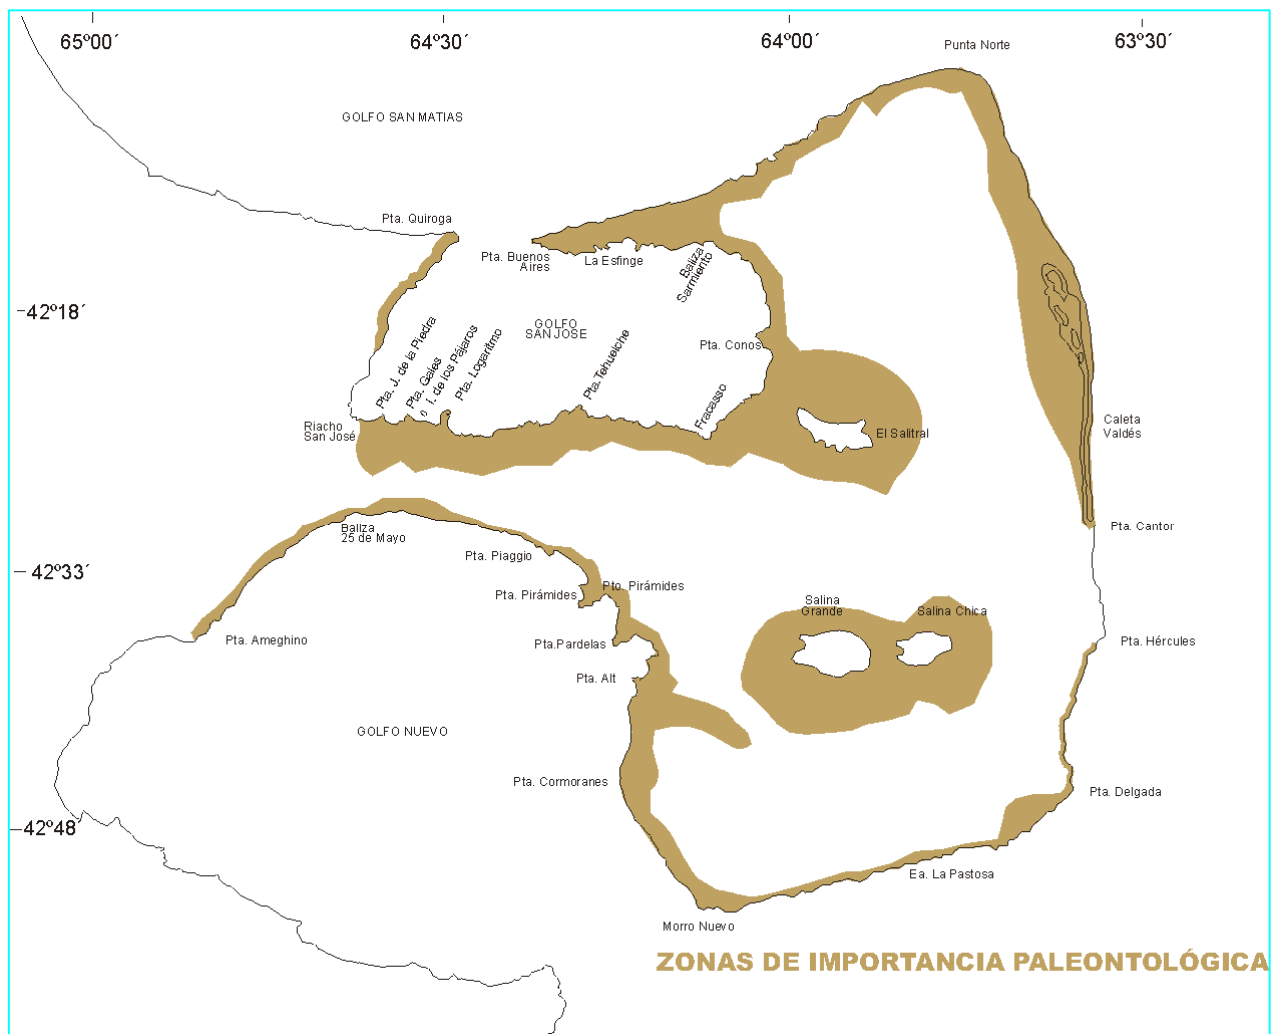 65º00´
64º30´
64º00´
63º30´
Punta Norte
GOLFO SAN MATIAS
Pta. Quiroga
Pta. Buenos
Aires
La Esfinge
Baliza
Sarmiento
-42º18´
GOLFO
SAN JOSE
Pta. J. de la Piedra
Pta. Gales
I. de los Pájaros
Pta. Logaritmo
Pta.Tehuelche
Pta. Conos
Fracasso
Riacho
San José
El Salitral
Caleta
Valdés
Baliza
25 de Mayo
Pta. Cantor
Pta. Piaggio
-42º33´
Pta. Pirámides
Pto. Pirámides
Salina
Grande
Salina Chica
Pta. Ameghino
Pta.Pardelas
Pta. Hércules
Pta. Alt
GOLFO NUEVO
Pta. Cormoranes
Pta. Delgada
-42º48´
Ea. La Pastosa
Morro Nuevo
ZONAS DE IMPORTANCIA PALEONTOLÓGICA